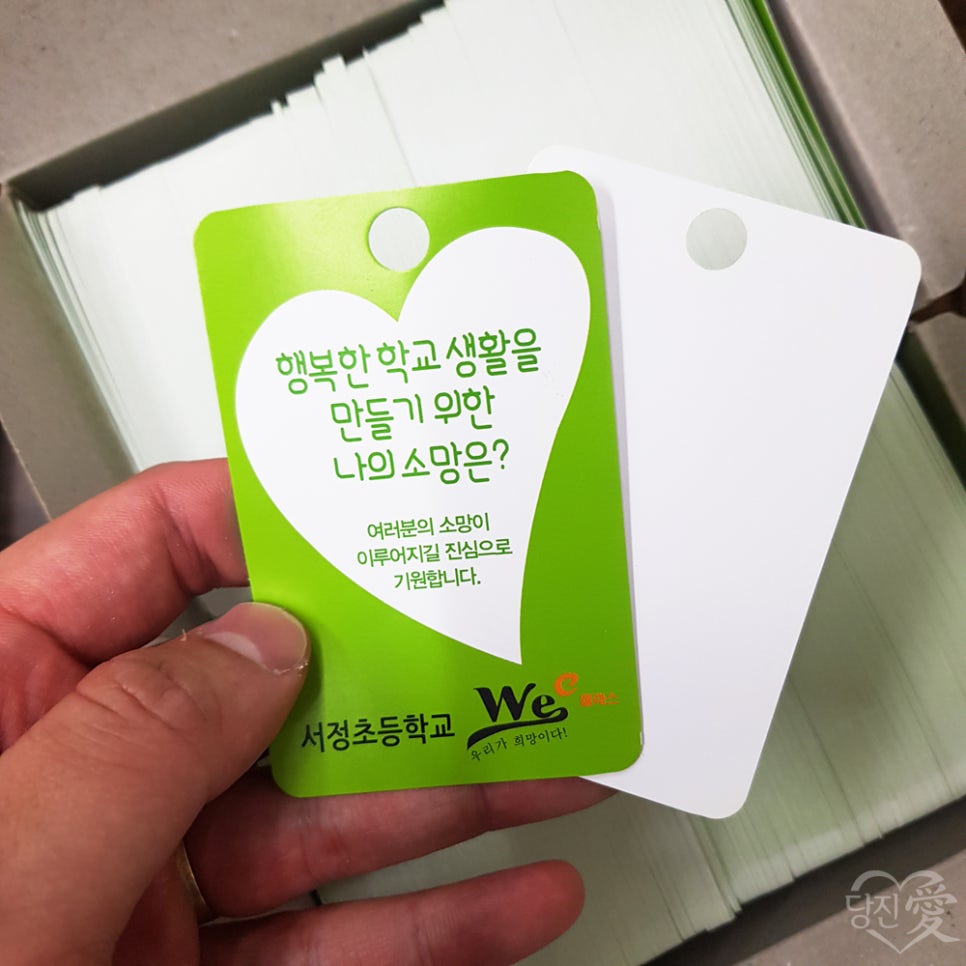 행복한 학교 생활을
만들기 위한
나의 소망은?
여러분의 소망이
이루어지길 진심으로
기원합니다.
서정초등학교
Wee 클래스
우리가 희망이다!
당진 愛